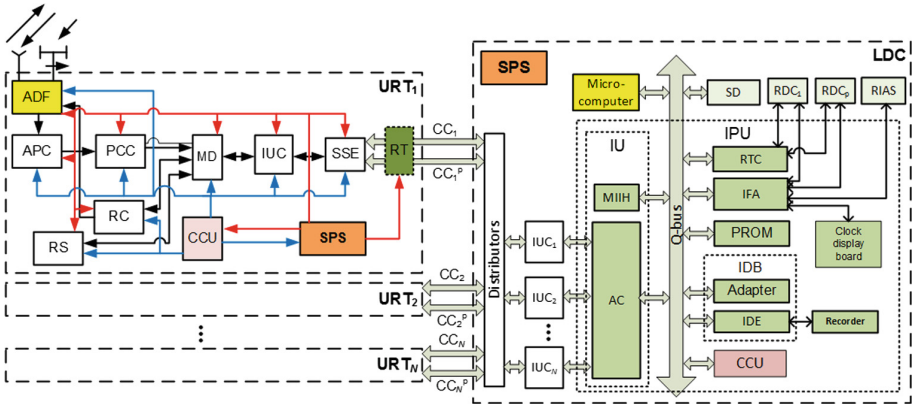 URT1
ADF
APC
PCC
MD
IUC
SSE
RT
RC
RS
CCU
SPS
CC1
CC1P
URT2
CC2
CC2P
URTN
CCN
CCNP
LDC
SPS
Distributors
IUC1
IUC2
IUCN
IU
MIIH
AC
Micro-
computer
Q-bus
SD
RDC1
RDCp
RIAS
IPU
RTC
IFA
PROM
Clock display
board
IDB
Adapter
IDE
Recorder
CCU